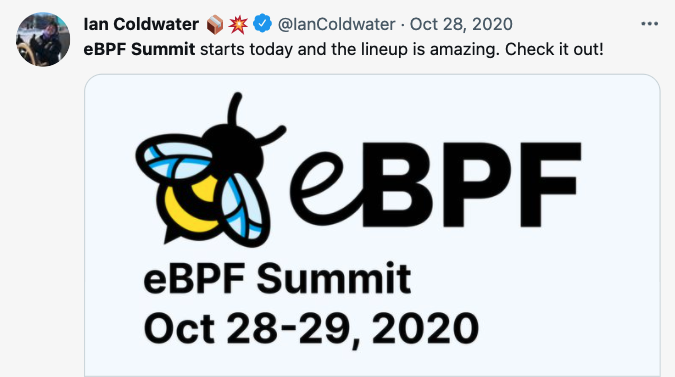 Ian Coldwater 📦💥 @IanColdwater · Oct 28, 2020 ···
eBPF Summit starts today and the lineup is amazing. Check it out!
eBPF
eBPF Summit
Oct 28-29, 2020